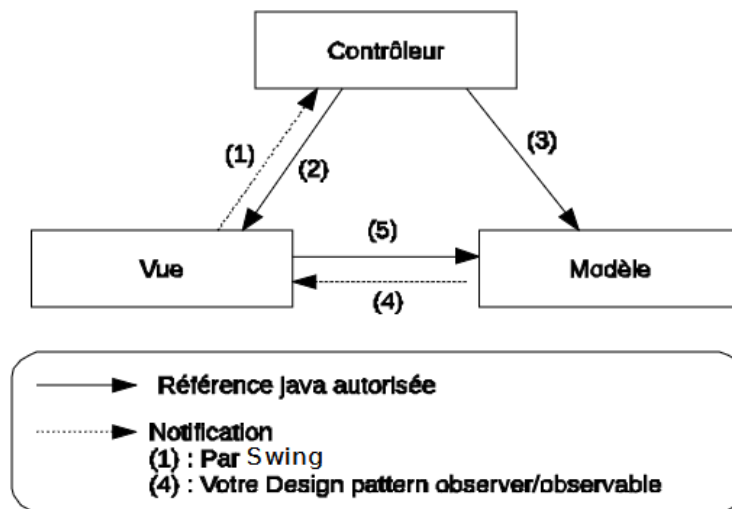 Contrôleur
(1)
(2)
(3)
Vue
(5)
(4)
Modèle
Référence java autorisée
Notification
(1) : Par Swing
(4) : Votre Design pattern observer/observable